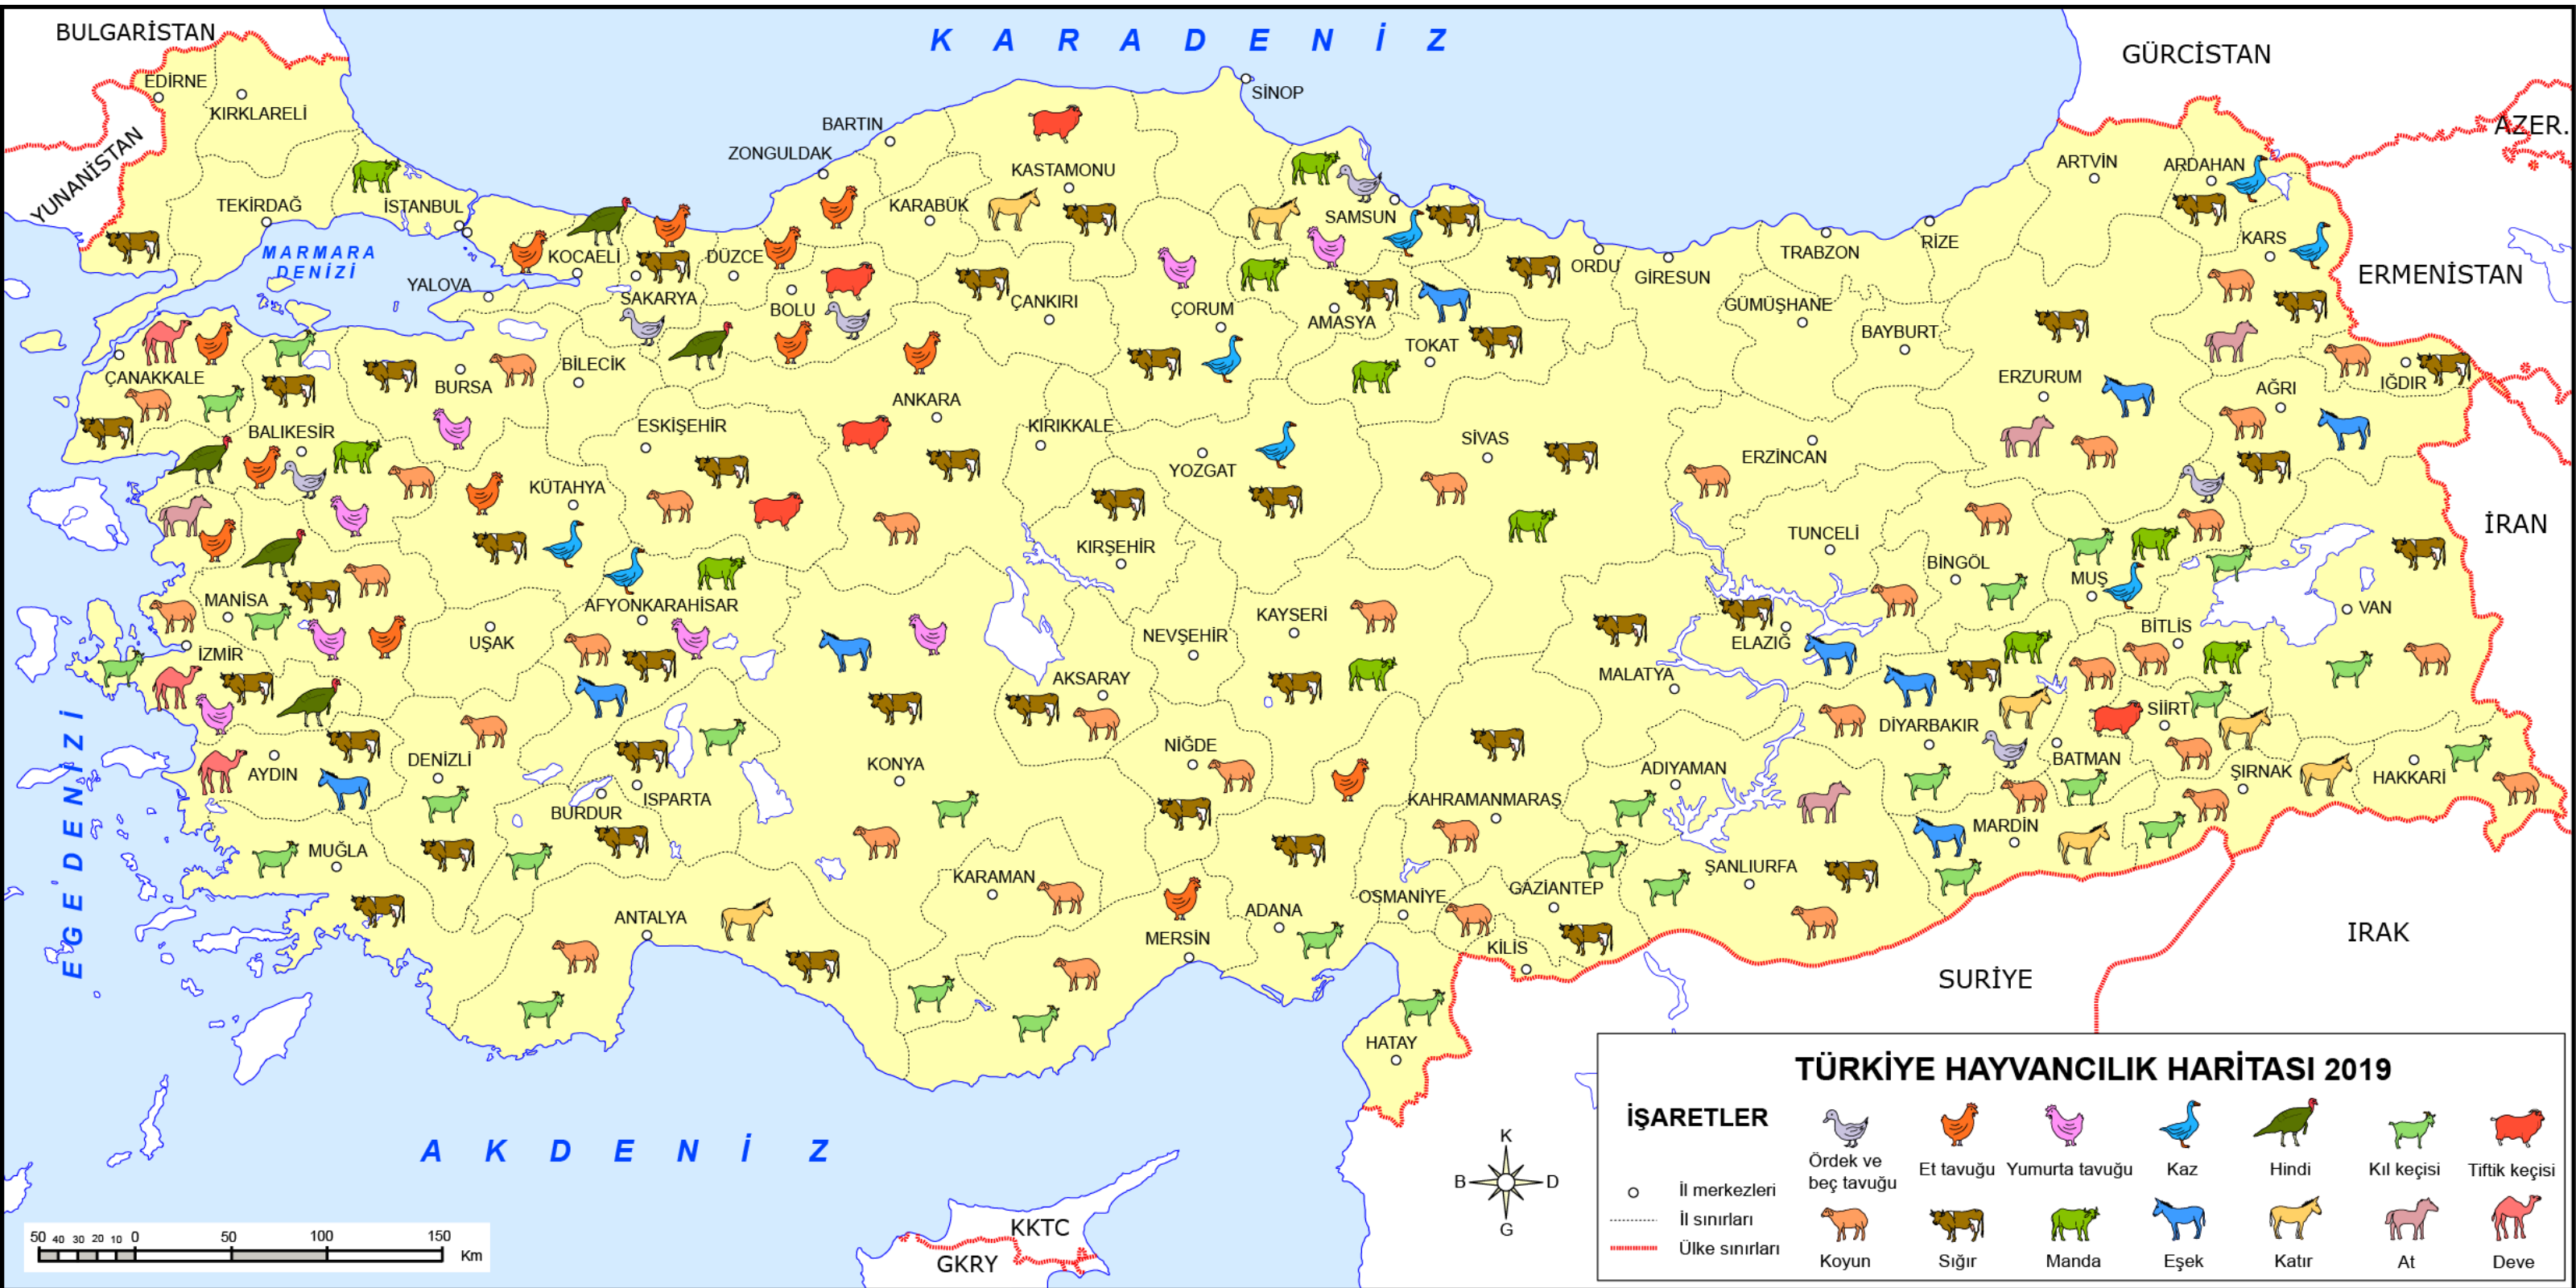 BULGARİSTAN
K A R A D E N İ Z
GÜRCİSTAN
EDİRNE
SİNOP
KIRKLARELİ
BARTIN
AZER.
YUNANİSTAN
ZONGULDAK
KASTAMONU
ARTVİN
ARDAHAN
TEKİRDAĞ
İSTANBUL
KARABÜK
SAMSUN
RİZE
KARS
MARMARA
DENİZİ
KOCAELİ
DÜZCE
ORDU
GİRESUN
TRABZON
ERMENİSTAN
YALOVA
SAKARYA
BOLU
ÇANKIRI
ÇORUM
AMASYA
GÜMÜŞHANE
BAYBURT
TOKAT
BİLECİK
ÇANAKKALE
BURSA
ERZURUM
AĞRI
IĞDIR
ANKARA
ESKİŞEHİR
KIRIKKALE
BALIKESİR
SİVAS
ERZİNCAN
YOZGAT
KÜTAHYA
İRAN
TUNCELİ
KIRŞEHİR
BİNGÖL
MUŞ
MANİSA
AFYONKARAHİSAR
KAYSERİ
VAN
UŞAK
NEVŞEHİR
ELAZIĞ
BİTLİS
İZMİR
AKSARAY
MALATYA
SİİRT
EGE DENİZİ
DİYARBAKIR
NİĞDE
DENİZLİ
KONYA
BATMAN
AYDIN
ADIYAMAN
ŞIRNAK
HAKKARİ
ISPARTA
KAHRAMANMARAŞ
BURDUR
MARDİN
MUĞLA
ŞANLIURFA
KARAMAN
GAZİANTEP
OSMANİYE
ANTALYA
ADANA
MERSİN
KİLİS
IRAK
SURİYE
HATAY
A K D E N İ Z
KKTC
GKRY
K
B D
G
50 40 30 20 10 0 50 100 150
Km
TÜRKİYE HAYVANCILIK HARİTASI 2019
İŞARETLER
İl merkezleri
İl sınırları
Ülke sınırları
Ördek ve
beç tavuğu
Et tavuğu
Yumurta tavuğu
Kaz
Hindi
Kıl keçisi
Tiftik keçisi
Koyun
Sığır
Manda
Eşek
Katır
At
Deve